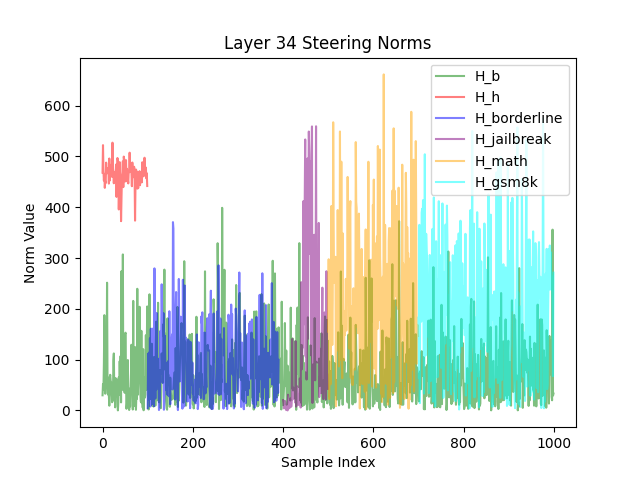 Layer 34 Steering Norms
H_b
H_h
H_borderline
H_jailbreak
H_math
H_gsm8k
Norm Value
600
500
400
300
200
100
0
0 200 400 600 800 1000
Sample Index